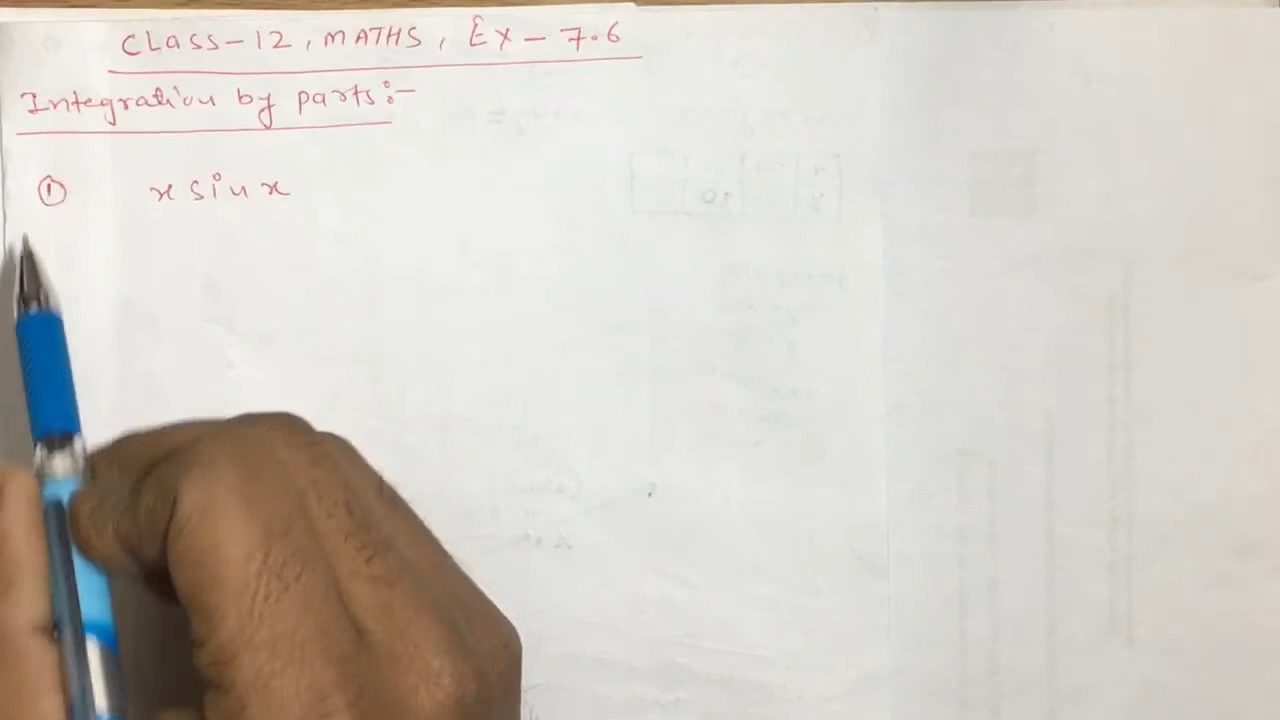 CLASS-12, MATHS, Ex-7.6
Integration by parts:-
① x sin x